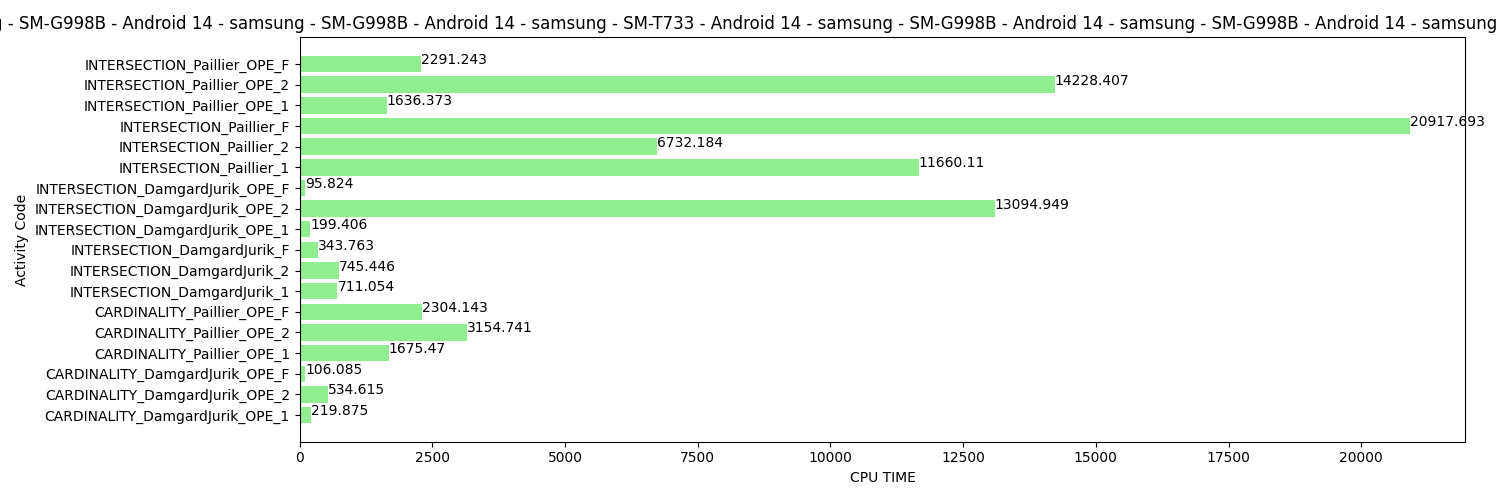 - SM-G998B - Android 14 - samsung - SM-G998B - Android 14 - samsung - SM-T733 - Android 14 - samsung - SM-G998B - Android 14 - samsung - SM-G998B - Android 14 - samsung
INTERSECTION_Paillier_OPE_F 2291.243
INTERSECTION_Paillier_OPE_2 14228.407
INTERSECTION_Paillier_OPE_1 1636.373
INTERSECTION_Paillier_F 20917.693
INTERSECTION_Paillier_2 6732.184
INTERSECTION_Paillier_1 11660.11
INTERSECTION_DamgardJurik_OPE_F 95.824
INTERSECTION_DamgardJurik_OPE_2 13094.949
INTERSECTION_DamgardJurik_OPE_1 199.406
INTERSECTION_DamgardJurik_F 343.763
INTERSECTION_DamgardJurik_2 745.446
INTERSECTION_DamgardJurik_1 711.054
CARDINALITY_Paillier_OPE_F 2304.143
CARDINALITY_Paillier_OPE_2 3154.741
CARDINALITY_Paillier_OPE_1 1675.47
CARDINALITY_DamgardJurik_OPE_F 106.085
CARDINALITY_DamgardJurik_OPE_2 534.615
CARDINALITY_DamgardJurik_OPE_1 219.875
Activity Code
0 2500 5000 7500 10000 12500 15000 17500 20000
CPU TIME